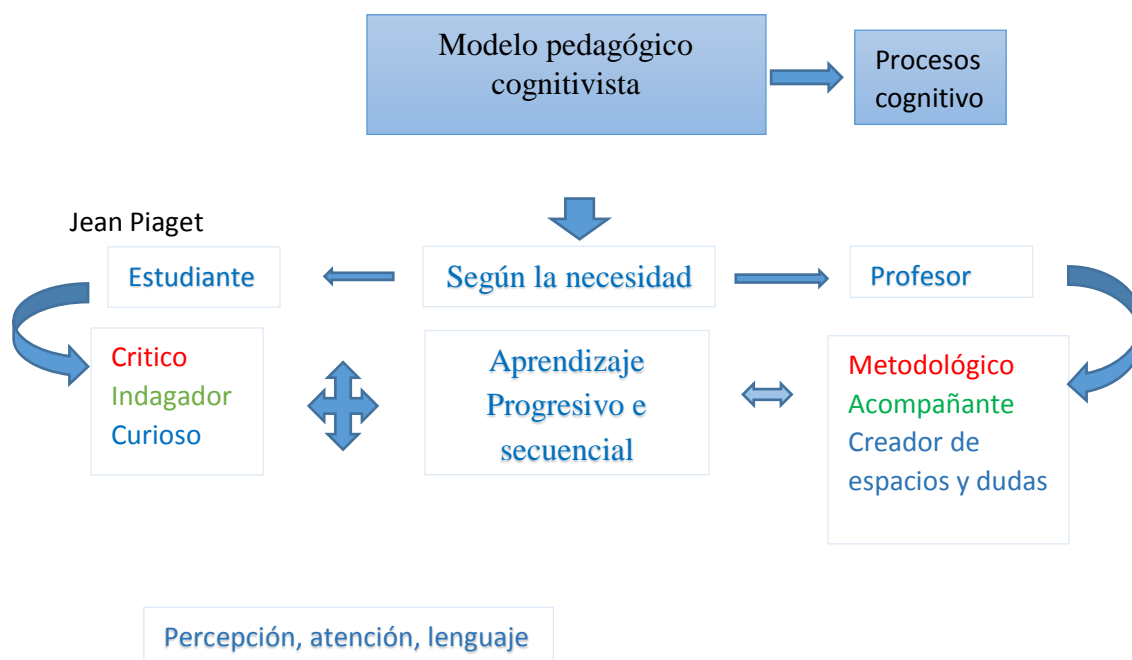 Modelo pedagógico
cognitivista
Procesos
cognitivo
Jean Piaget
Estudiante
Según la necesidad
Profesor
Critico
Indagador
Curioso
Aprendizaje
Progresivo e
secuencial
Metodológico
Acompañante
Creador de
espacios y dudas
Percepción, atención, lenguaje